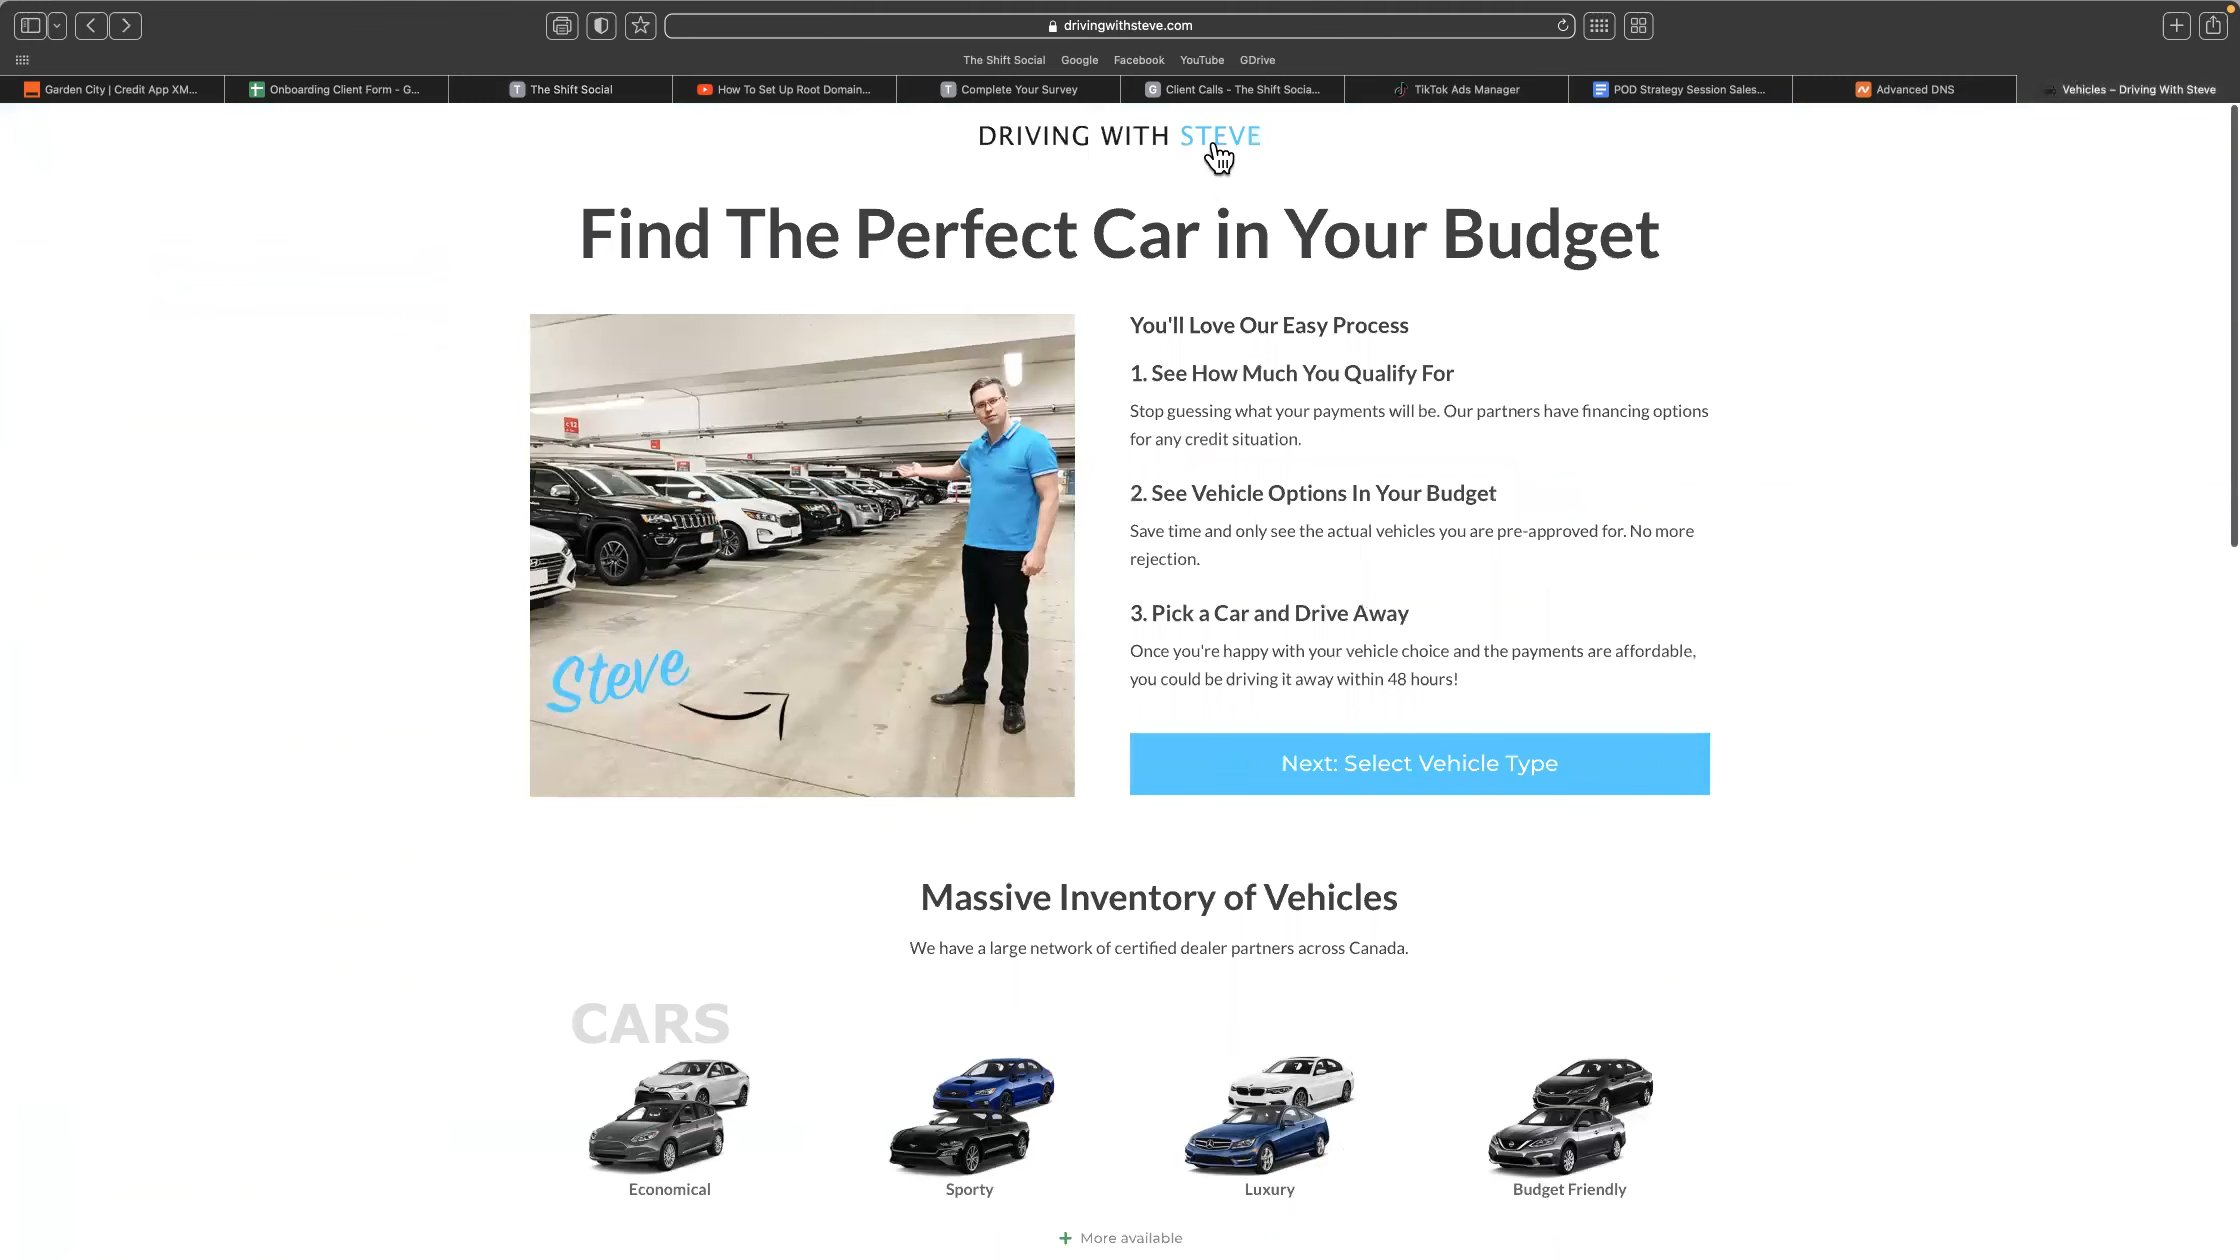 drivingwithsteve.com
The Shift Social Google Facebook YouTube GDrive
Garden City | Credit App XM...
Onboarding Client Form - G...
The Shift Social
How To Set Up Root Domain...
Complete Your Survey
Client Calls - The Shift Socia...
TikTok Ads Manager
POD Strategy Session Sales...
Advanced DNS
Vehicles – Driving With Steve
DRIVING WITH STEVE
Find The Perfect Car in Your Budget
Steve
You'll Love Our Easy Process
1. See How Much You Qualify For
Stop guessing what your payments will be. Our partners have financing options
for any credit situation.
2. See Vehicle Options In Your Budget
Save time and only see the actual vehicles you are pre-approved for. No more
rejection.
3. Pick a Car and Drive Away
Once you're happy with your vehicle choice and the payments are affordable,
you could be driving it away within 48 hours!
Next: Select Vehicle Type
Massive Inventory of Vehicles
We have a large network of certified dealer partners across Canada.
CARS
Economical
Sporty
Luxury
Budget Friendly
+ More available